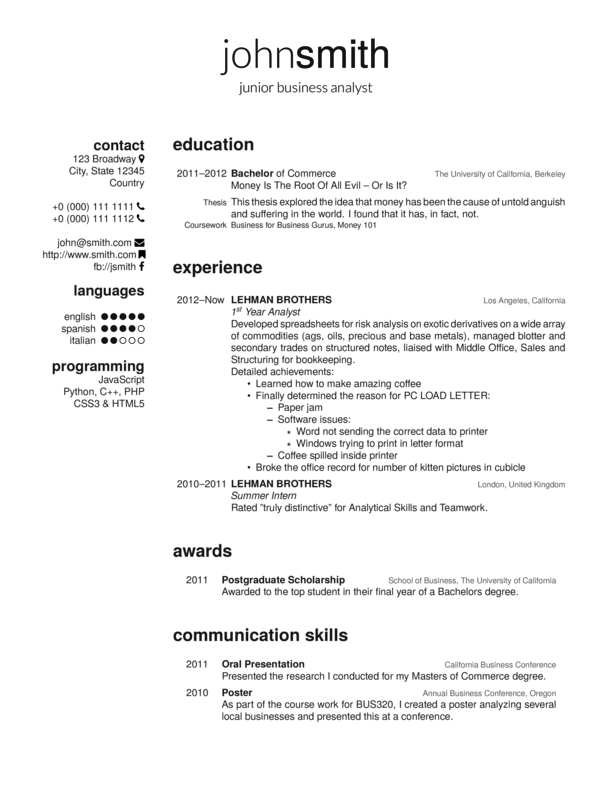 johnsmith
junior business analyst
contact
123 Broadway
City, State 12345
Country
+0 (000) 111 1111
+0 (000) 111 1112
john@smith.com
http://www.smith.com
fb://jsmith
languages
english
spanish
italian
programming
JavaScript
Python, C++, PHP
CSS3 & HTML5
education
2011–2012 Bachelor of Commerce The University of California, Berkeley
Money Is The Root Of All Evil – Or Is It?
Thesis This thesis explored the idea that money has been the cause of untold anguish
and suffering in the world. I found that it has, in fact, not.
Coursework Business for Business Gurus, Money 101
experience
2012–Now LEHMAN BROTHERS Los Angeles, California
1st Year Analyst
Developed spreadsheets for risk analysis on exotic derivatives on a wide array
of commodities (ags, oils, precious and base metals), managed blotter and
secondary trades on structured notes, liaised with Middle Office, Sales and
Structuring for bookkeeping.
Detailed achievements:
• Learned how to make amazing coffee
• Finally determined the reason for PC LOAD LETTER:
– Paper jam
– Software issues:
* Word not sending the correct data to printer
* Windows trying to print in letter format
– Coffee spilled inside printer
• Broke the office record for number of kitten pictures in cubicle
2010–2011 LEHMAN BROTHERS London, United Kingdom
Summer Intern
Rated "truly distinctive" for Analytical Skills and Teamwork.
awards
2011 Postgraduate Scholarship School of Business, The University of California
Awarded to the top student in their final year of a Bachelors degree.
communication skills
2011 Oral Presentation California Business Conference
Presented the research I conducted for my Masters of Commerce degree.
2010 Poster Annual Business Conference, Oregon
As part of the course work for BUS320, I created a poster analyzing several
local businesses and presented this at a conference.